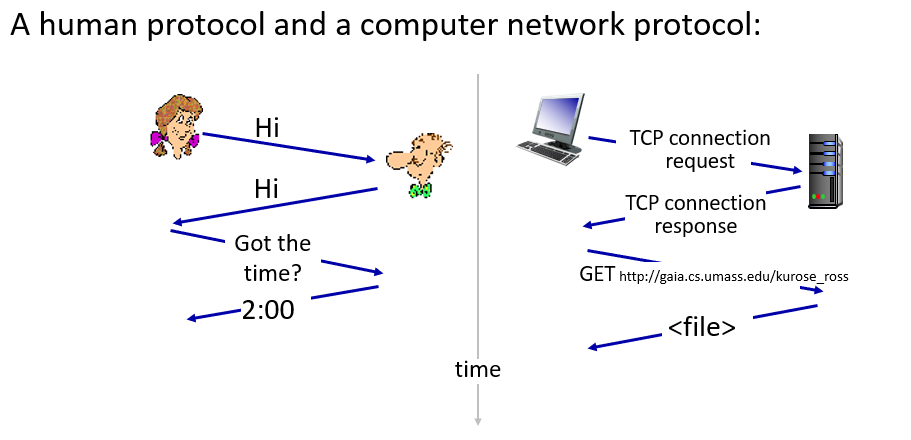 A human protocol and a computer network protocol:
Hi
Hi
Got the
time?
2:00
TCP connection
request
TCP connection
response
GET http://gaia.cs.umass.edu/kurose_ross
<file>
time